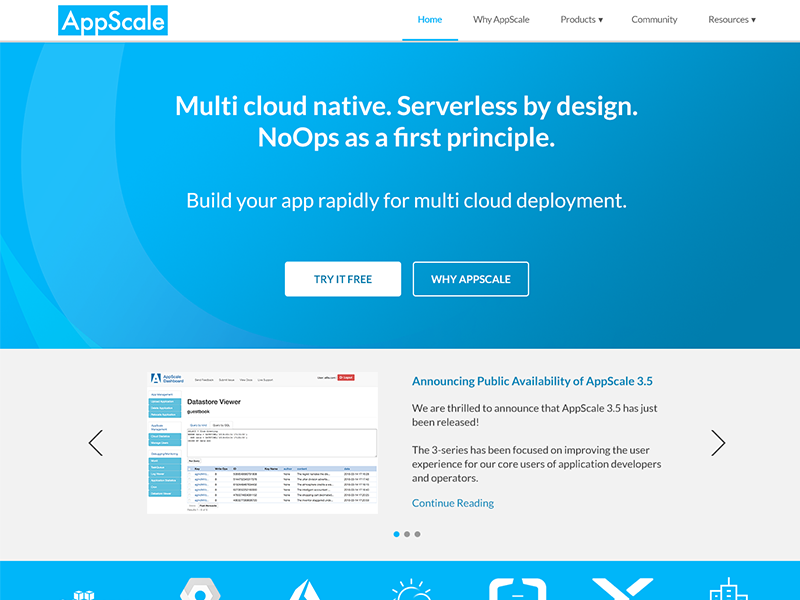 AppScale
Home
Why AppScale
Products ▾
Community
Resources ▾
Multi cloud native. Serverless by design.
NoOps as a first principle.
Build your app rapidly for multi cloud deployment.
TRY IT FREE
WHY APPSCALE
AppScale
Dashboard
Datastore Viewer
guestbook
Announcing Public Availability of AppScale 3.5
We are thrilled to announce that AppScale 3.5 has just
been released!
The 3-series has been focused on improving the user
experience for our core users of application developers
and operators.
Continue Reading